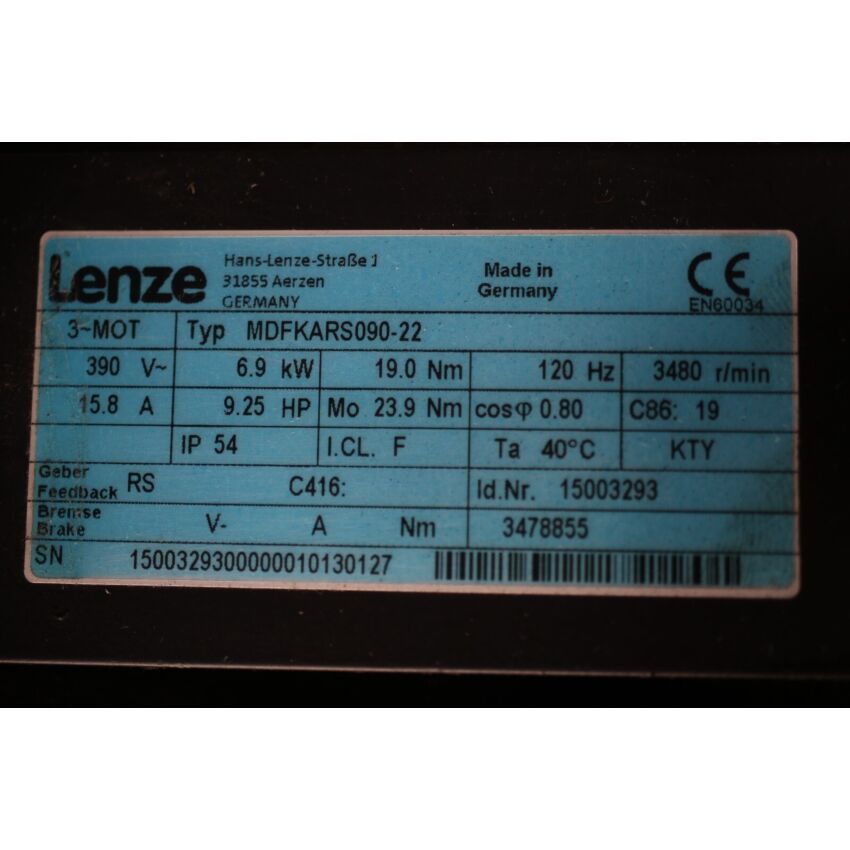 Lenze Hans-Lenze-Straße 1
31855 Aerzen
GERMANY
Made in
Germany
CE
EN60034
3~MOT Typ MDFKARS090-22
390 V~ 6.9 kW 19.0 Nm 120 Hz 3480 r/min
15.8 A 9.25 HP Mo 23.9 Nm cosφ 0.80 C86: 19
IP 54 I.CL. F Ta 40°C KTY
Geber
Feedback RS C416: Id.Nr. 15003293
Bremse
Brake V- A Nm 3478855
SN 15003293000000010130127